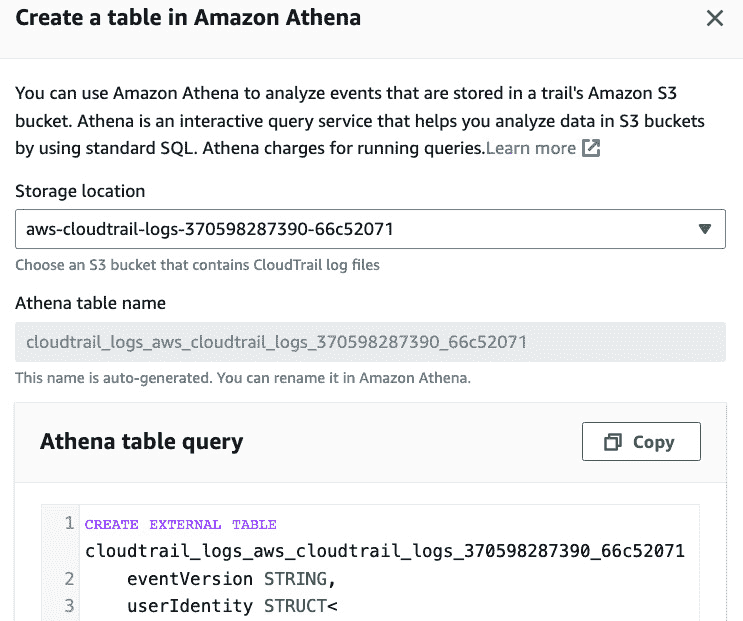 Create a table in Amazon Athena
You can use Amazon Athena to analyze events that are stored in a trail's Amazon S3
bucket. Athena is an interactive query service that helps you analyze data in S3 buckets
by using standard SQL. Athena charges for running queries.Learn more
Storage location
aws-cloudtrail-logs-370598287390-66c52071
Choose an S3 bucket that contains CloudTrail log files
Athena table name
cloudtrail_logs_aws_cloudtrail_logs_370598287390_66c52071
This name is auto-generated. You can rename it in Amazon Athena.
Athena table query
Copy
1 CREATE EXTERNAL TABLE
cloudtrail_logs_aws_cloudtrail_logs_370598287390_66c52071
2 eventVersion STRING,
3 userIdentity STRUCT<